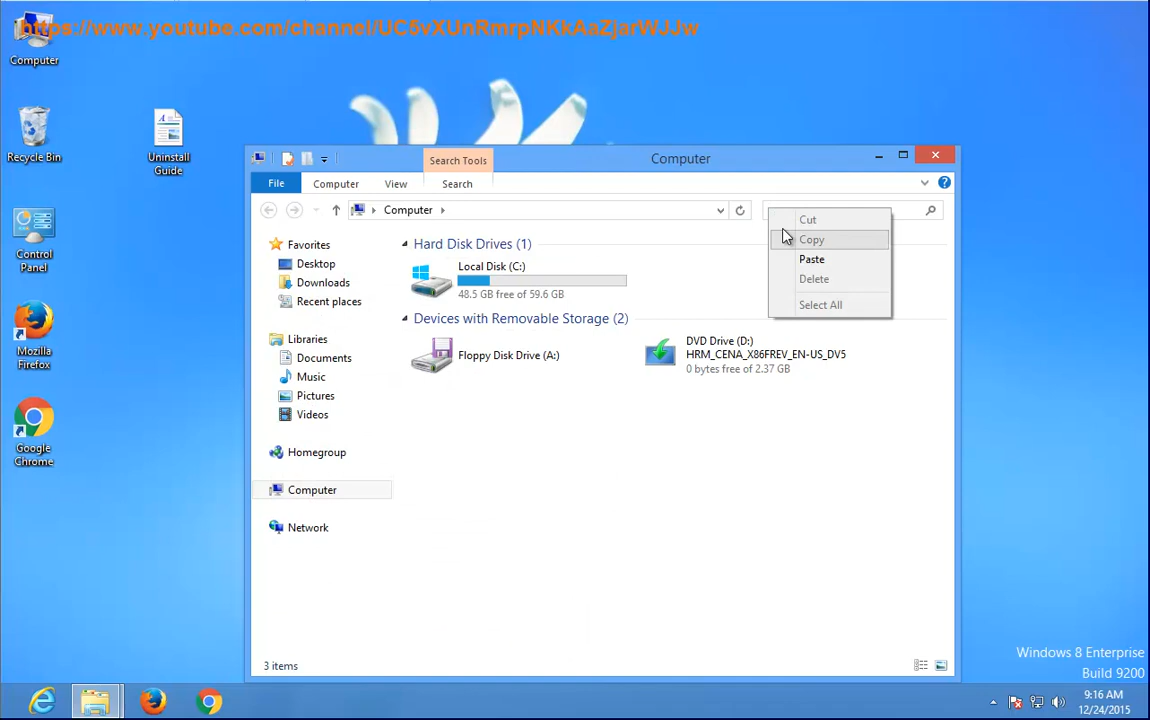 https://www.youtube.com/channel/UC5vXUnRmrpNKkAaZjarWJJw
Computer
Recycle Bin
Uninstall
Guide
Control
Panel
Mozilla
Firefox
Google
Chrome
Search Tools
Computer
File
Computer
View
Search
Computer
Favorites
Desktop
Downloads
Recent places
Libraries
Documents
Music
Pictures
Videos
Homegroup
Computer
Network
Hard Disk Drives (1)
Local Disk (C:)
48.5 GB free of 59.6 GB
Devices with Removable Storage (2)
Floppy Disk Drive (A:)
DVD Drive (D:)
HRM_CENA_X86FREV_EN-US_DV5
0 bytes free of 2.37 GB
Cut
Copy
Paste
Delete
Select All
3 items
Windows 8 Enterprise
Build 9200
9:16 AM
12/24/2015